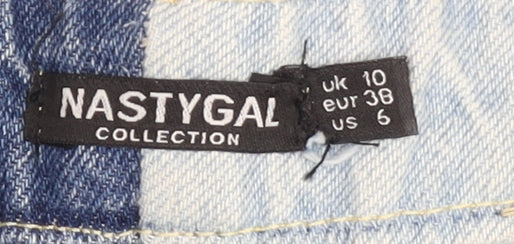 NASTYGAL
COLLECTION
uk 10
eur 38
us 6